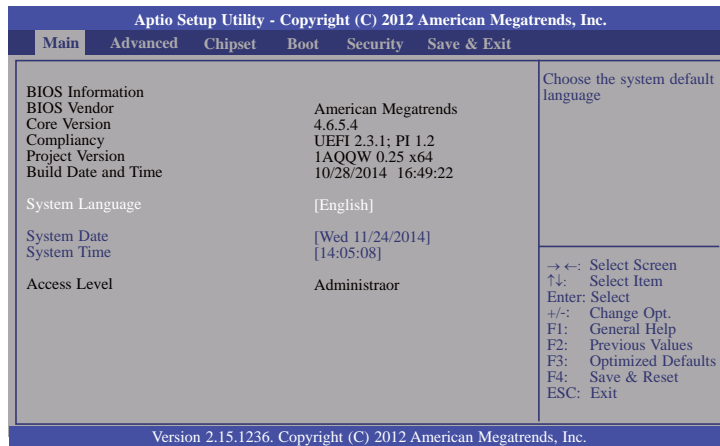 Aptio Setup Utility - Copyright (C) 2012 American Megatrends, Inc.
Main Advanced Chipset Boot Security Save & Exit
BIOS Information
BIOS Vendor American Megatrends
Core Version 4.6.5.4
Compliancy UEFI 2.3.1; PI 1.2
Project Version 1AQQW 0.25 x64
Build Date and Time 10/28/2014 16:49:22
System Language [English]
System Date [Wed 11/24/2014]
System Time [14:05:08]
Access Level Administraor
Choose the system default
language
→←: Select Screen
↑↓: Select Item
Enter: Select
+/-: Change Opt.
F1: General Help
F2: Previous Values
F3: Optimized Defaults
F4: Save & Reset
ESC: Exit
Version 2.15.1236. Copyright (C) 2012 American Megatrends, Inc.